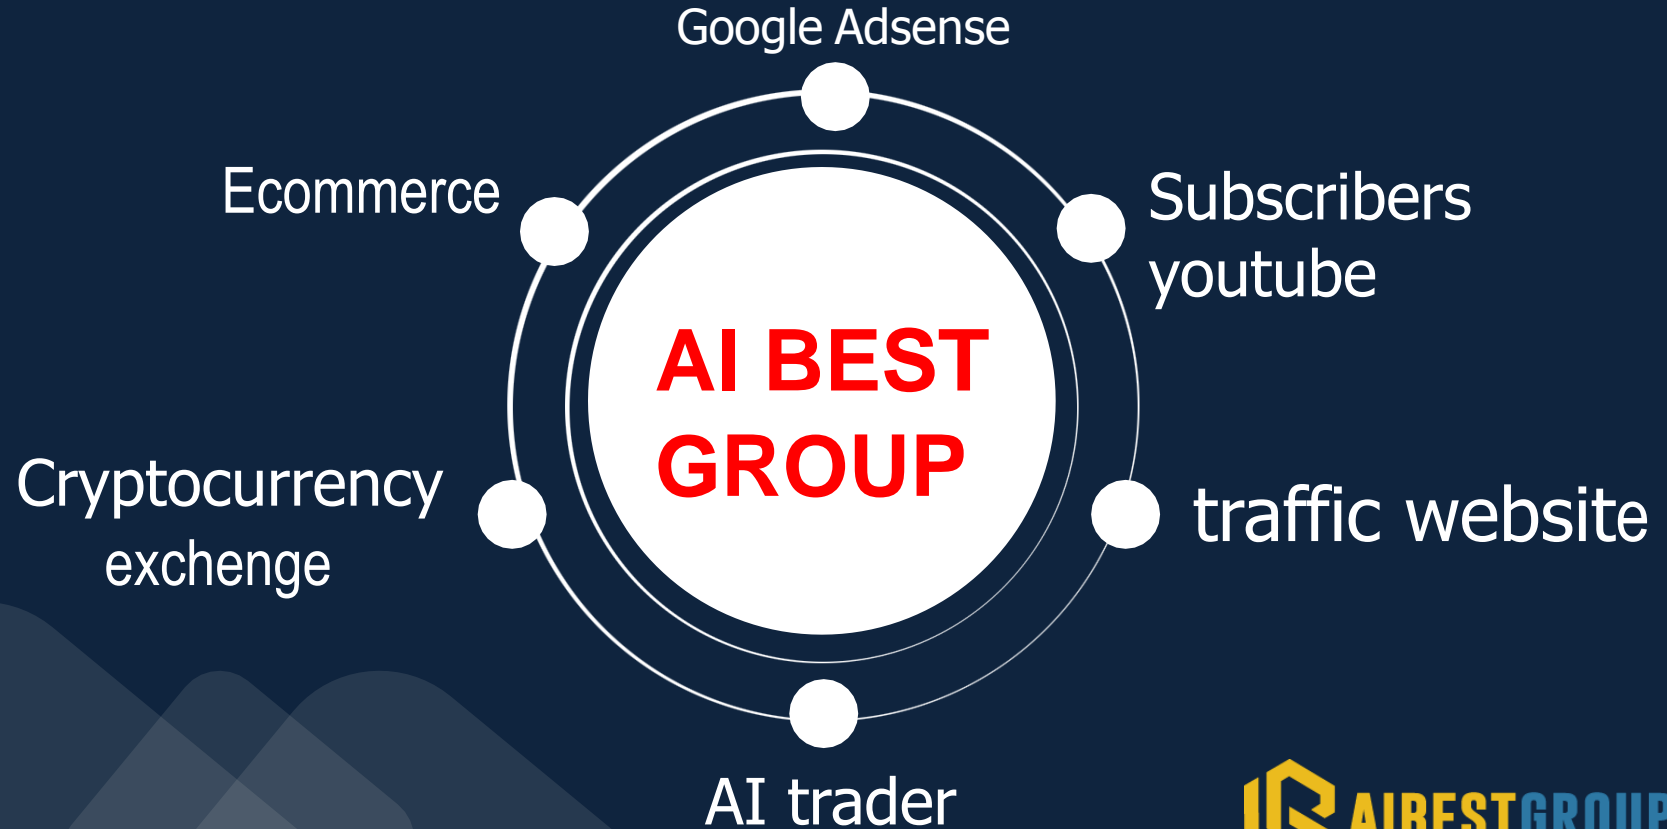 Google Adsense
Ecommerce
Subscribers
youtube
AI BEST
GROUP
Cryptocurrency
exchenge
traffic website
AI trader
AIBESTGROUP